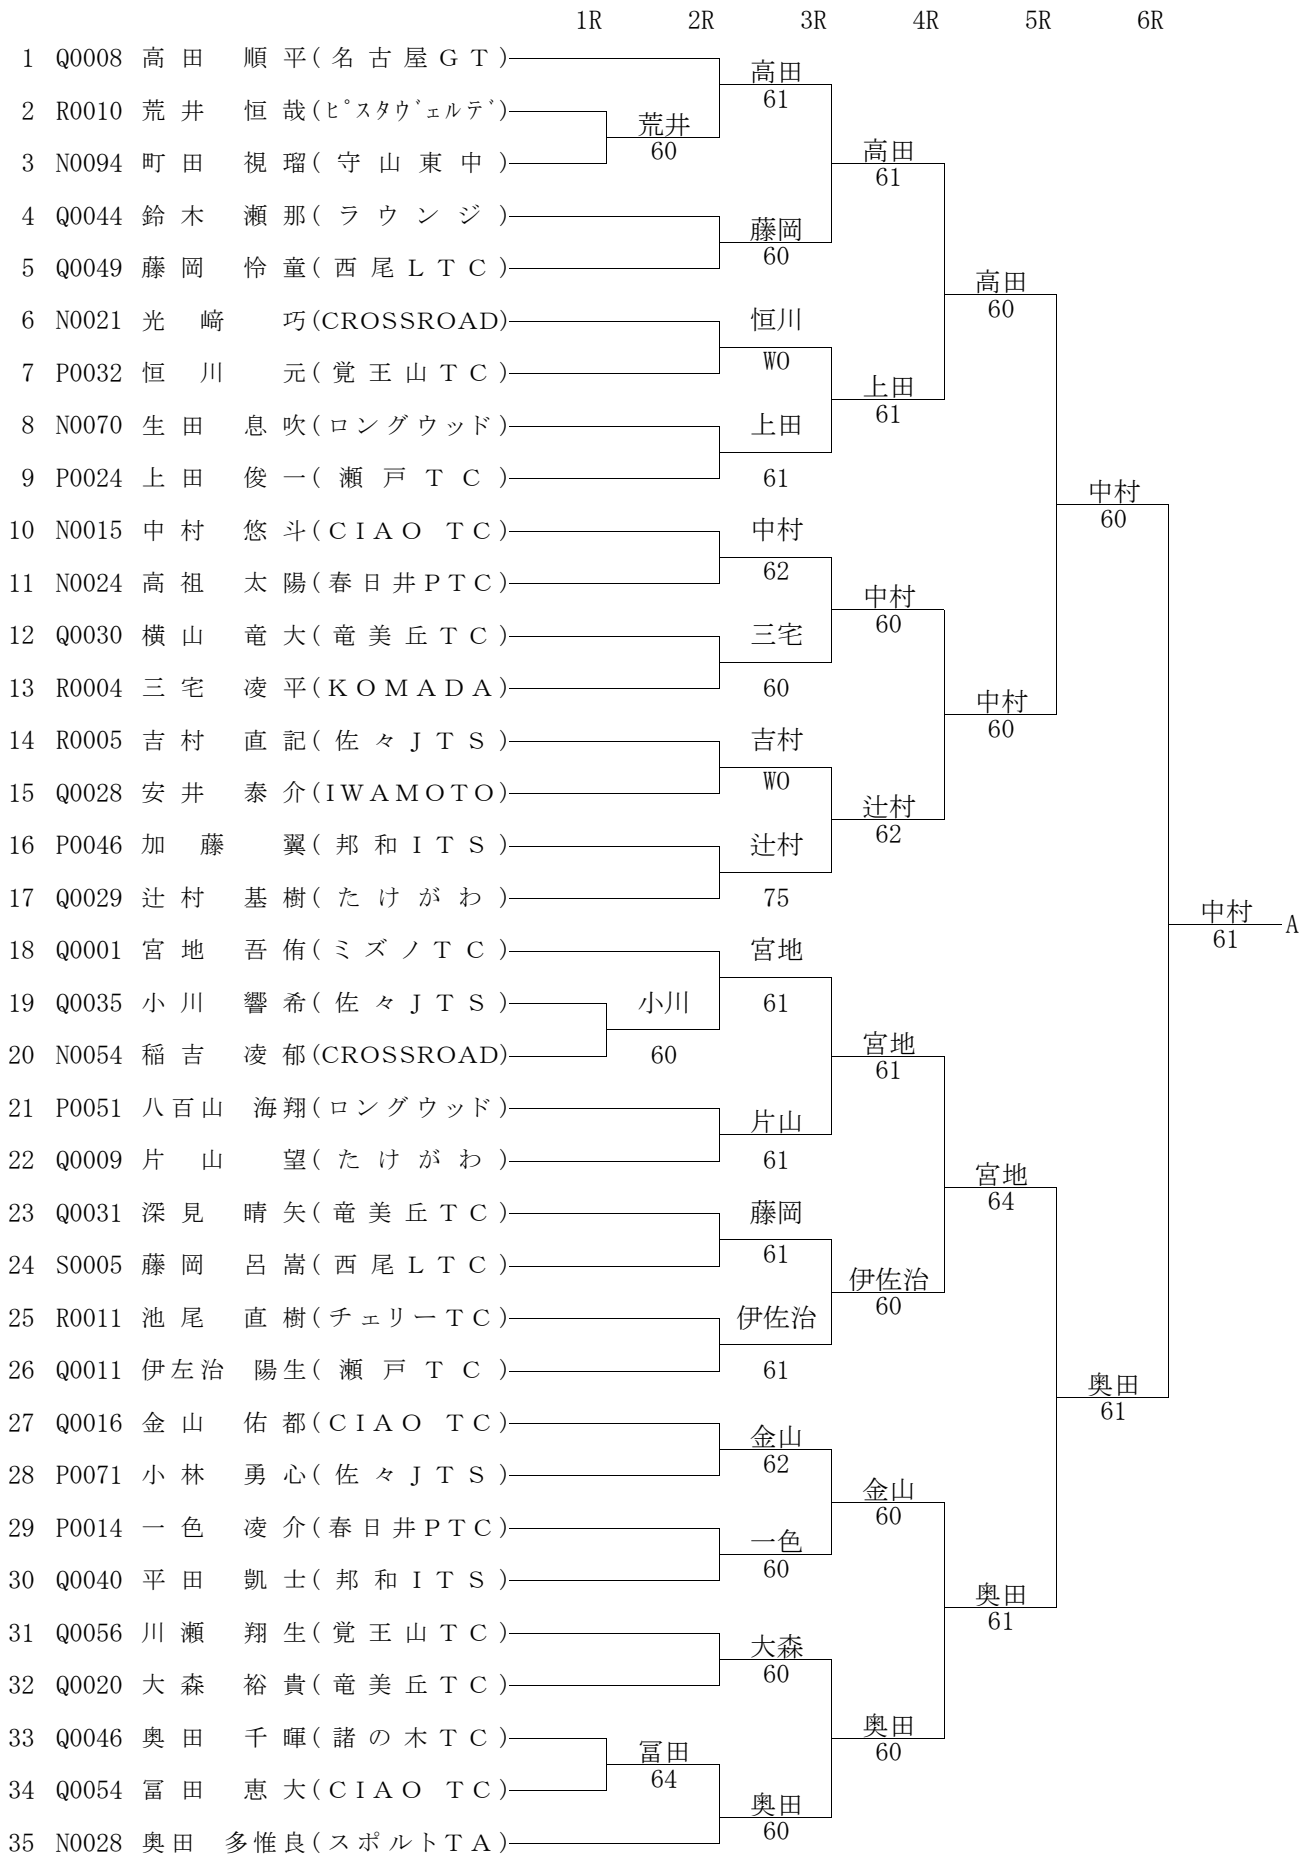 1R 2R 3R 4R 5R 6R
1 Q0008 高田 順平(名古屋GT)
高田
61
2 R0010 荒井 恒哉(ピスタヴェルデ)
荒井
60
3 N0094 町田 視瑠(守山東中)
高田
61
4 Q0044 鈴木 瀬那(ラウンジ)
藤岡
60
5 Q0049 藤岡 怜童(西尾LTC)
高田
60
6 N0021 光﨑 巧(CROSSROAD)
恒川
WO
7 P0032 恒川 元(覚王山TC)
上田
61
8 N0070 生田 息吹(ロングウッド)
上田
9 P0024 上田 俊一(瀬戸TC)
61
中村
60
10 N0015 中村 悠斗(CIAO TC)
中村
62
11 N0024 高祖 太陽(春日井PTC)
中村
60
12 Q0030 横山 竜大(竜美丘TC)
三宅
13 R0004 三宅 凌平(KOMADA)
60
中村
60
14 R0005 吉村 直記(佐々JTS)
吉村
WO
15 Q0028 安井 泰介(IWAMOTO)
辻村
62
16 P0046 加藤 翼(邦和ITS)
辻村
17 Q0029 辻村 基樹(たけがわ)
75
中村
61
A
18 Q0001 宮地 吾侑(ミズノTC)
宮地
61
19 Q0035 小川 響希(佐々JTS)
小川
60
20 N0054 稲吉 凌郁(CROSSROAD)
宮地
61
21 P0051 八百山 海翔(ロングウッド)
片山
61
22 Q0009 片山 望(たけがわ)
宮地
64
23 Q0031 深見 晴矢(竜美丘TC)
藤岡
61
24 S0005 藤岡 呂嵩(西尾LTC)
伊佐治
60
25 R0011 池尾 直樹(チェリーTC)
伊佐治
61
26 Q0011 伊左治 陽生(瀬戸TC)
奥田
61
27 Q0016 金山 佑都(CIAO TC)
金山
62
28 P0071 小林 勇心(佐々JTS)
金山
60
29 P0014 一色 凌介(春日井PTC)
一色
60
30 Q0040 平田 凱士(邦和ITS)
奥田
61
31 Q0056 川瀬 翔生(覚王山TC)
大森
60
32 Q0020 大森 裕貴(竜美丘TC)
奥田
60
33 Q0046 奥田 千暉(諸の木TC)
冨田
64
34 Q0054 冨田 恵大(CIAO TC)
奥田
60
35 N0028 奥田 多惟良(スポルトTA)